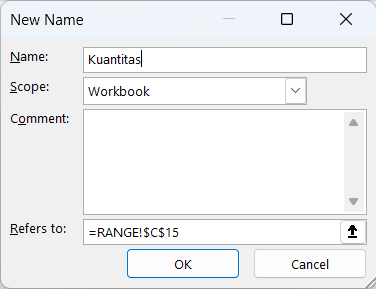 New Name
Name: Kuantitas
Scope: Workbook
Comment:
Refers to: =RANGE!$C$15
OK Cancel